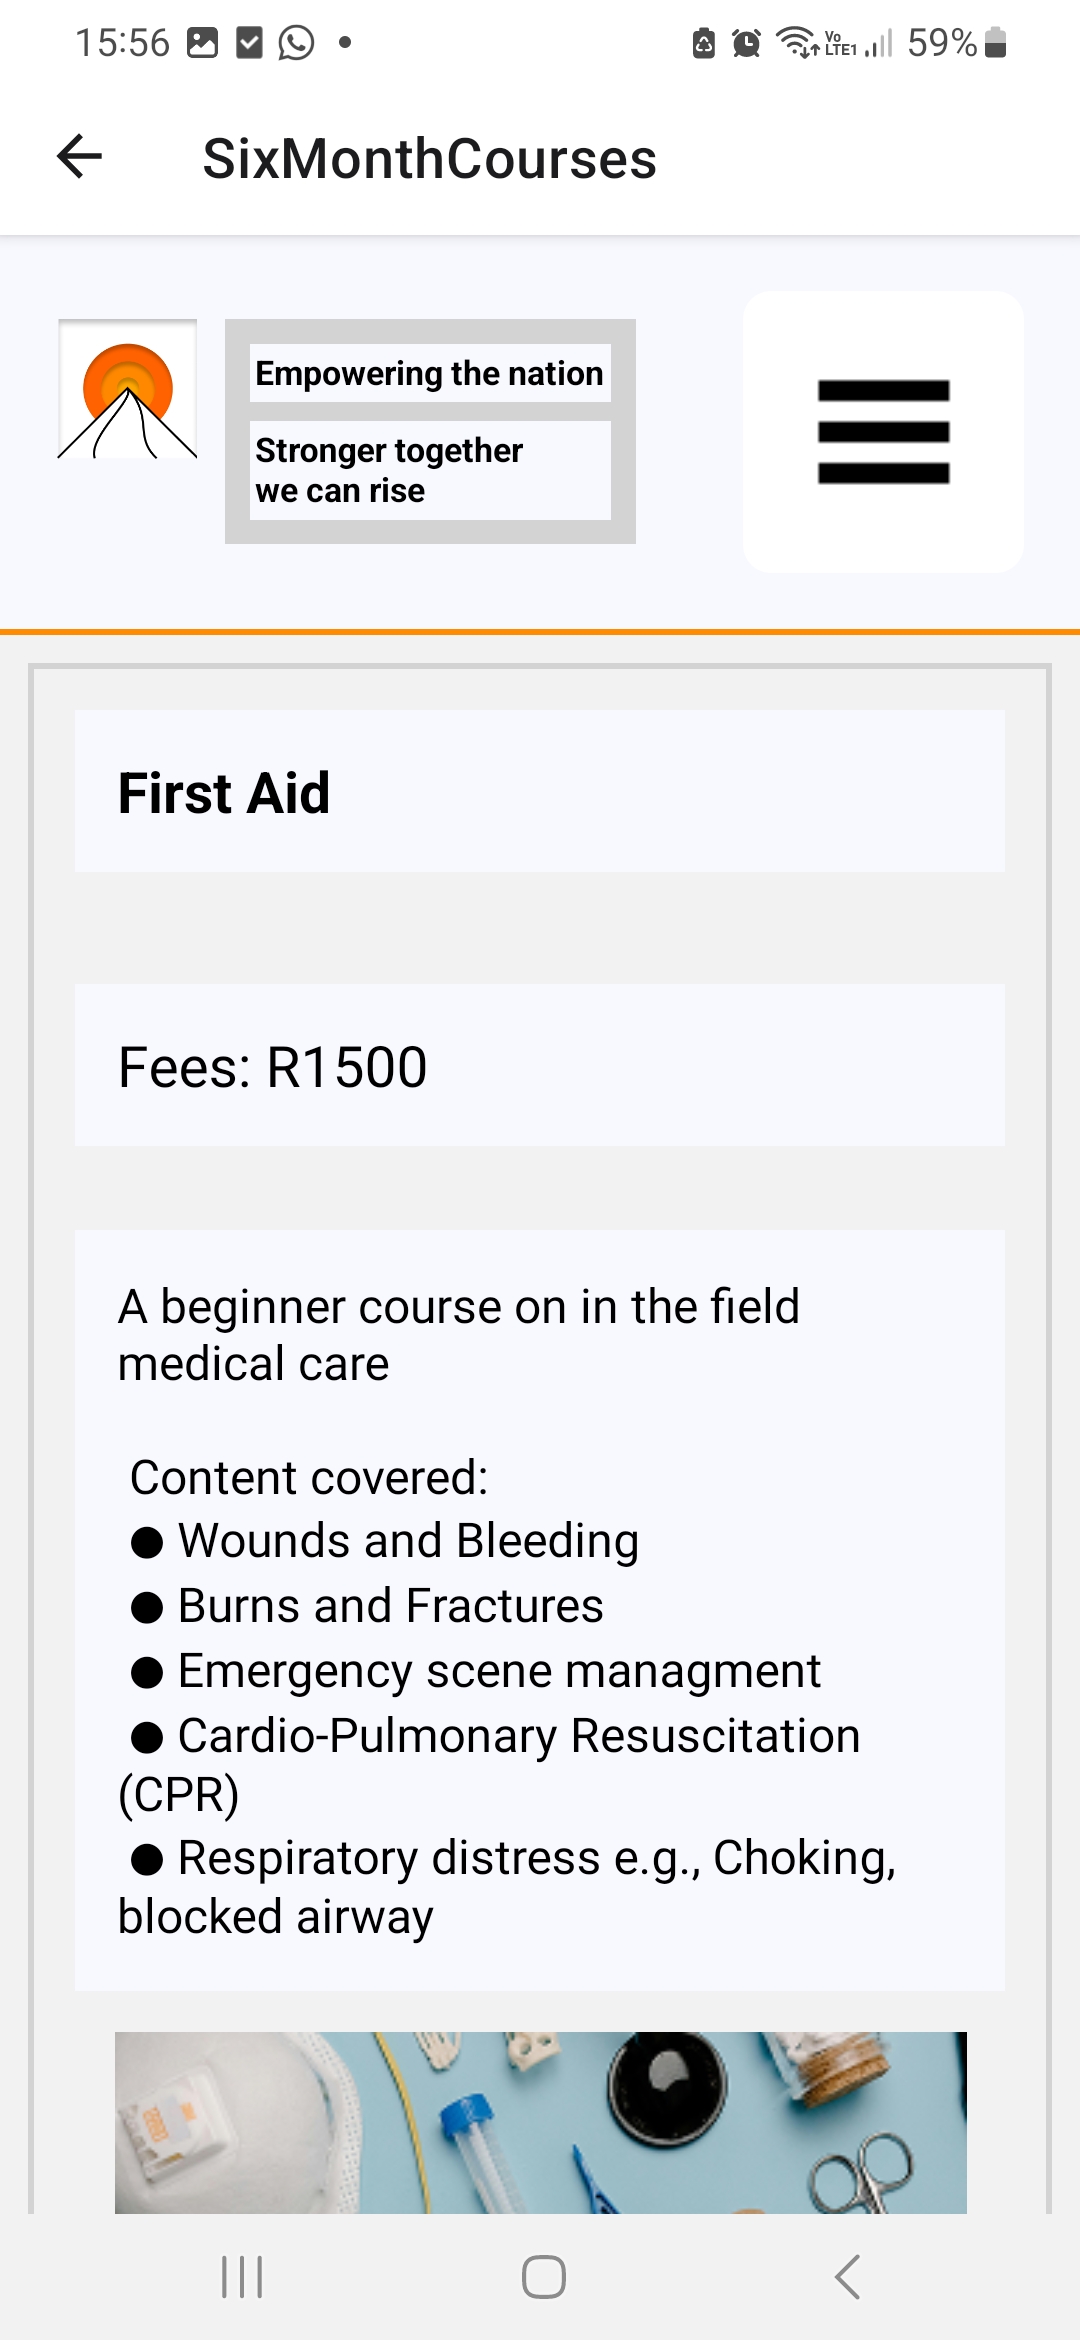 15:56
Vo
LTE1
59%
SixMonthCourses
Empowering the nation
Stronger together
we can rise
First Aid
Fees: R1500
A beginner course on in the field
medical care
Content covered:
● Wounds and Bleeding
● Burns and Fractures
● Emergency scene managment
● Cardio-Pulmonary Resuscitation
(CPR)
● Respiratory distress e.g., Choking,
blocked airway